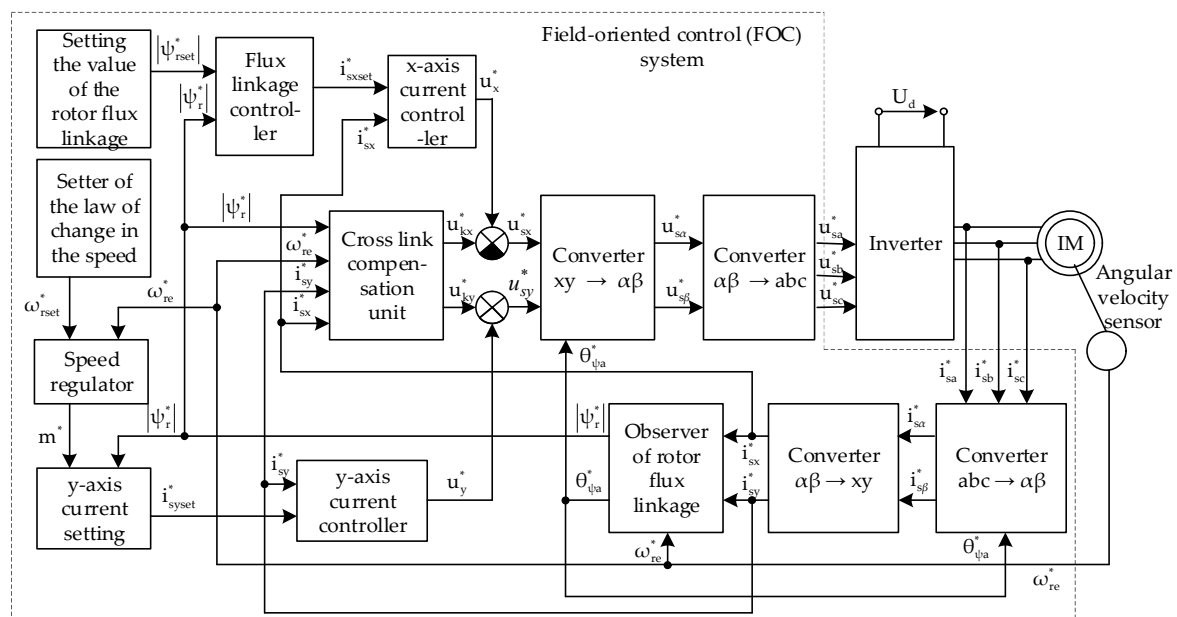 Field-oriented control (FOC)
system
Setting
the value
of the
rotor flux
linkage
|ψ*rset|
|ψ*r|
Flux
linkage
control-
ler
i*sxset
i*sx
x-axis
current
control
-ler
u*x
Ud
Setter of
the law of
change in
the speed
ω*rset
ω*re
|ψ*r|
ω*re
i*sy
i*sx
Cross link
compen-
sation
unit
u*kx
u*ky
u*sx
u*sy
Converter
xy → αβ
u*sα
u*sβ
Converter
αβ → abc
u*sa
u*sb
u*sc
Inverter
IM
Angular
velocity
sensor
θ*ψa
i*sa
i*sb
i*sc
Speed
regulator
m*
|ψ*r|
y-axis
current
setting
i*syset
i*sy
y-axis
current
controller
u*y
|ψ*r|
θ*ψa
Observer
of rotor
flux
linkage
i*sx
i*sy
Converter
αβ → xy
i*sα
i*sβ
Converter
abc → αβ
ω*re
θ*ψa
ω*re